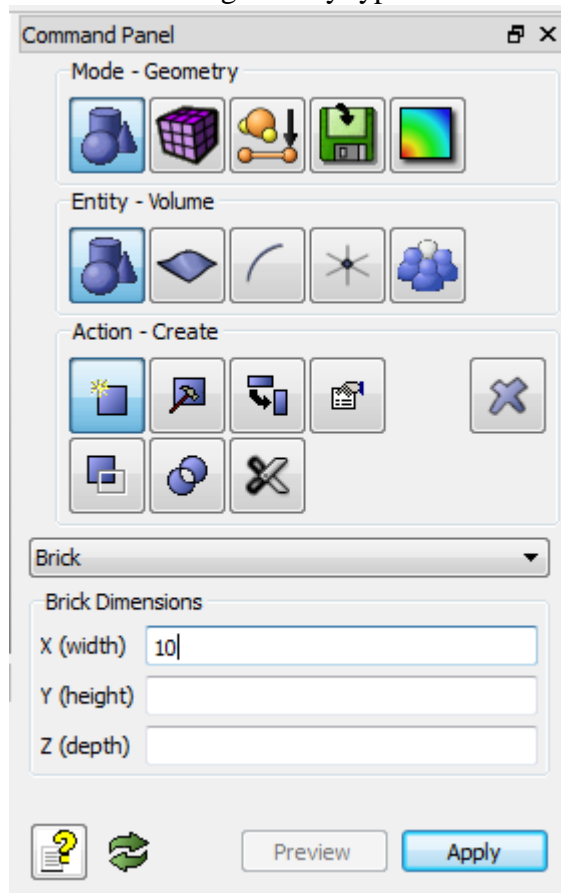 Command Panel
Mode - Geometry
Entity - Volume
Action - Create
Brick
Brick Dimensions
X (width) 10
Y (height)
Z (depth)
Preview Apply